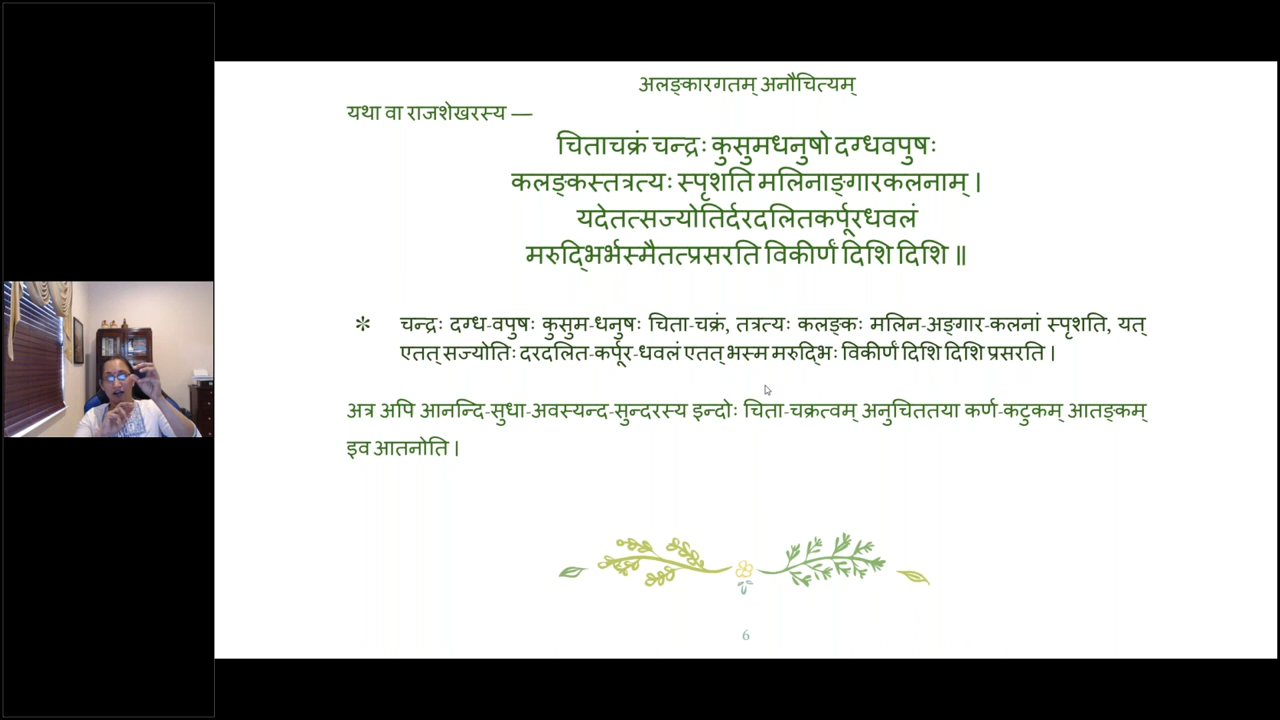 अलङ्कारगतम् अनौचित्यम्
यथा वा राजशेखरस्य —
चिताचक्रं चन्द्रः कुसुमधनुषो दग्धवपुषः
कलङ्कस्तत्रत्यः स्पृशति मलिनाङ्गारकलनाम् ।
यदेतत्सज्योतिर्दरदलितकर्पूरधवलं
मरुद्भिर्भस्मैतत्प्रसरति विकीर्णं दिशि दिशि ॥
* चन्द्रः दग्ध-वपुषः कुसुम-धनुषः चिता-चक्रं, तत्रत्यः कलङ्कः मलिन-अङ्गार-कलनां स्पृशति, यत्
एतत् सज्योतिः दरदलित-कर्पूर-धवलं एतत् भस्म मरुद्भिः विकीर्णं दिशि दिशि प्रसरति ।
अत्र अपि आनन्दि-सुधा-अवस्यन्द-सुन्दरस्य इन्दोः चिता-चक्रत्वम् अनुचिततया कर्ण-कटुकम् आतङ्कम्
इव आतनोति ।
6